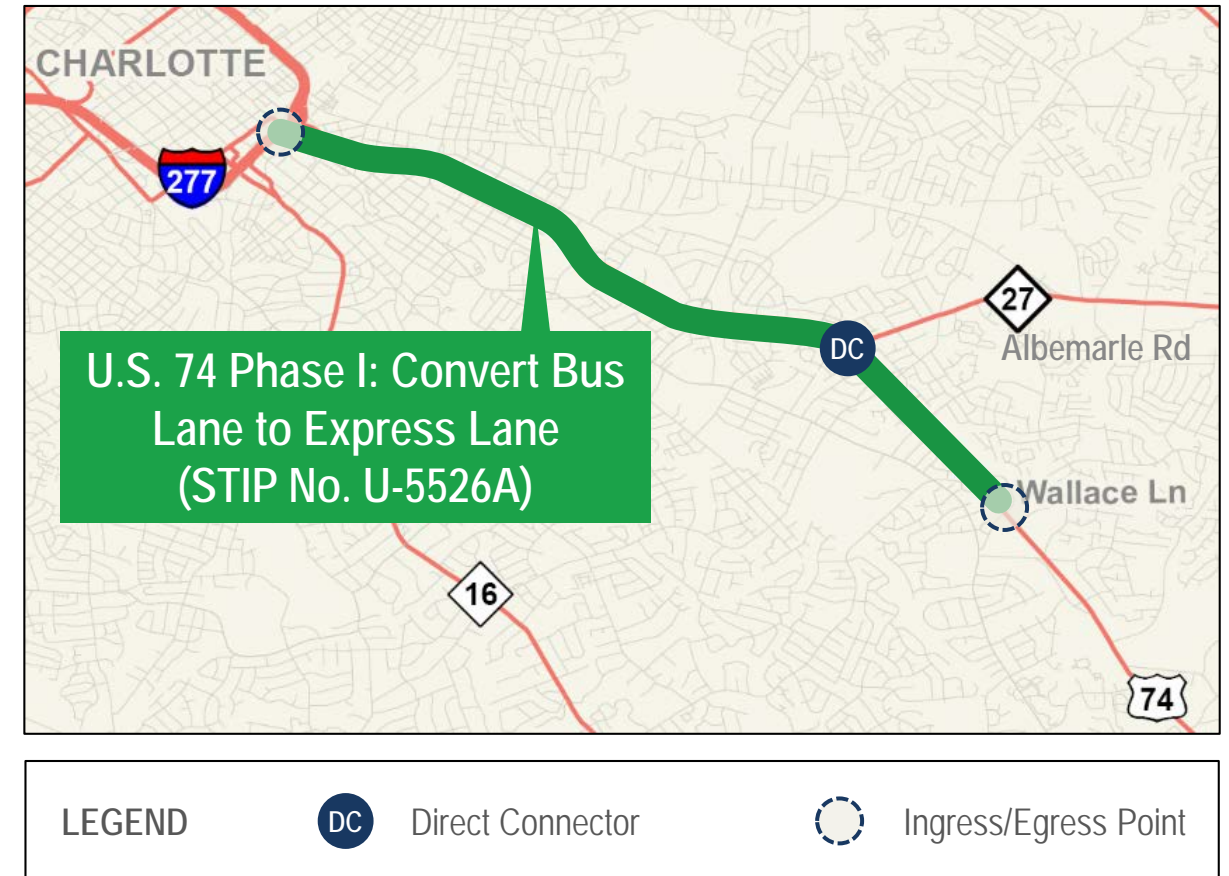 CHARLOTTE
277
27
DC
Albemarle Rd
U.S. 74 Phase I: Convert Bus
Lane to Express Lane
(STIP No. U-5526A)
Wallace Ln
16
74
LEGEND
DC
Direct Connector
Ingress/Egress Point